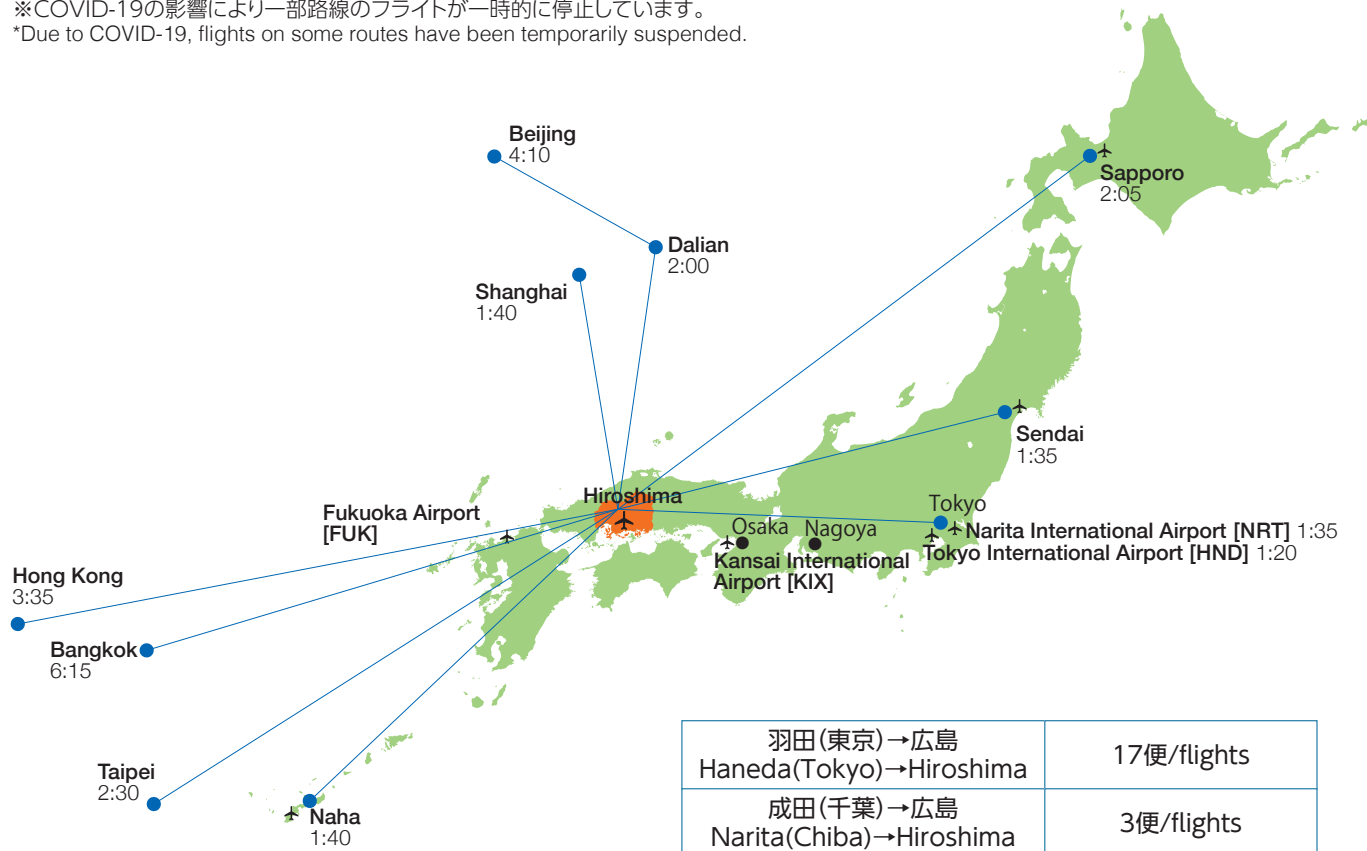 ※COVID-19の影響により一部路線のフライトが一時的に停止しています。
*Due to COVID-19, flights on some routes have been temporarily suspended.
Beijing
4:10
Sapporo
2:05
Dalian
2:00
Shanghai
1:40
Sendai
1:35
Hiroshima
Fukuoka Airport
[FUK]
Tokyo
Narita International Airport [NRT] 1:35
Tokyo International Airport [HND] 1:20
Osaka
Nagoya
Kansai International
Airport [KIX]
Hong Kong
3:35
Bangkok
6:15
Taipei
2:30
Naha
1:40
羽田(東京)→広島
Haneda(Tokyo)→Hiroshima
17便/flights
成田(千葉)→広島
Narita(Chiba)→Hiroshima
3便/flights